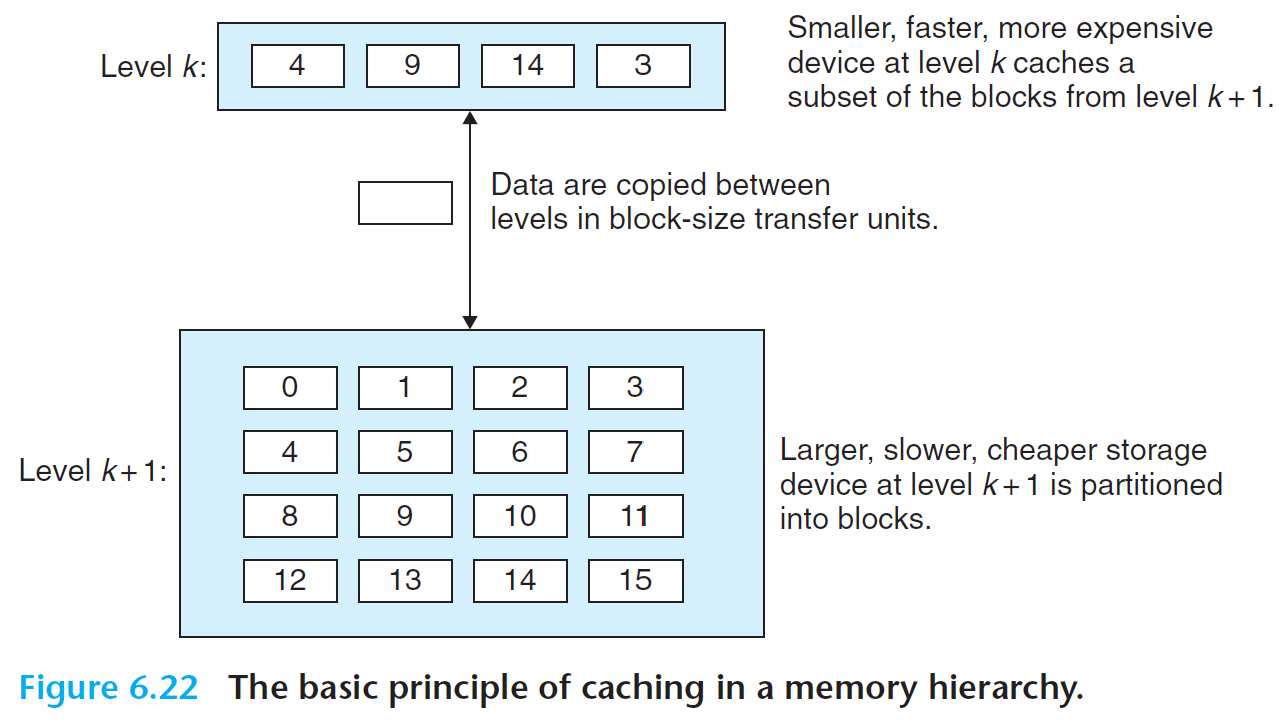 Level k:
4 9 14 3
Smaller, faster, more expensive
device at level k caches a
subset of the blocks from level k + 1.
Data are copied between
levels in block-size transfer units.
Level k + 1:
0 1 2 3
4 5 6 7
8 9 10 11
12 13 14 15
Larger, slower, cheaper storage
device at level k + 1 is partitioned
into blocks.
Figure 6.22 The basic principle of caching in a memory hierarchy.